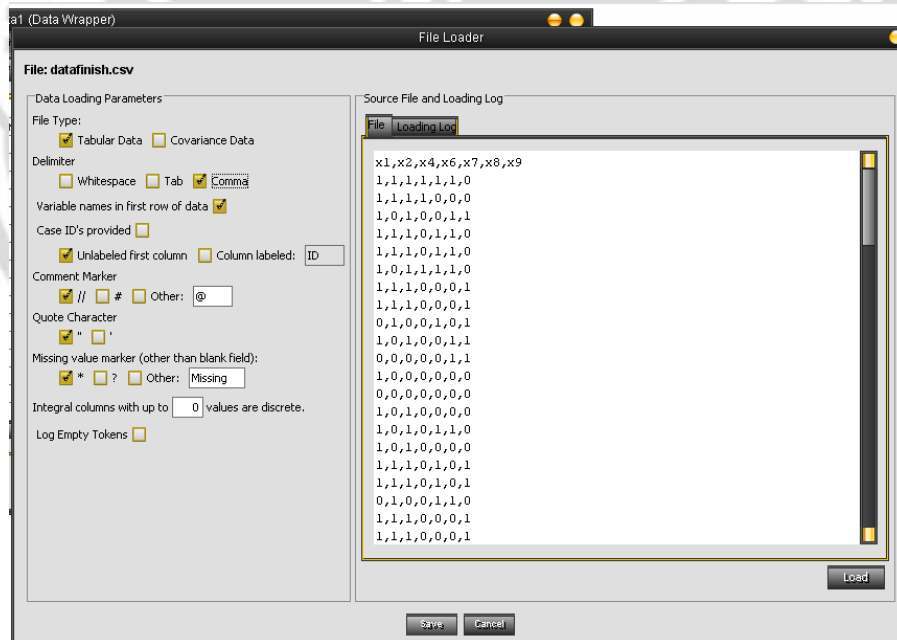 ta1 (Data Wrapper)
File Loader
File: datafinish.csv
Data Loading Parameters
File Type:
Tabular Data Covariance Data
Delimiter
Whitespace Tab Comma
Variable names in first row of data
Case ID's provided
Unlabeled first column Column labeled: ID
Comment Marker
// # Other: @
Quote Character
" '
Missing value marker (other than blank field):
* ? Other: Missing
Integral columns with up to 0 values are discrete.
Log Empty Tokens
Source File and Loading Log
File Loading Log
x1,x2,x4,x6,x7,x8,x9
1,1,1,1,1,1,0
1,1,1,1,0,0,0
1,0,1,0,0,1,1
1,1,1,0,1,1,0
1,1,1,0,1,1,0
1,0,1,1,1,1,0
1,1,1,0,0,0,1
1,1,1,0,0,0,1
0,1,0,0,1,0,1
1,0,1,0,0,1,1
0,0,0,0,0,1,1
1,0,0,0,0,0,0
0,0,0,0,0,0,0
1,0,1,0,0,0,0
1,0,1,0,1,1,0
1,0,1,0,0,0,0
1,1,1,0,1,0,1
1,1,1,0,1,0,1
0,1,0,0,1,1,0
1,1,1,0,0,0,1
1,1,1,0,0,0,1
Load
Save Cancel